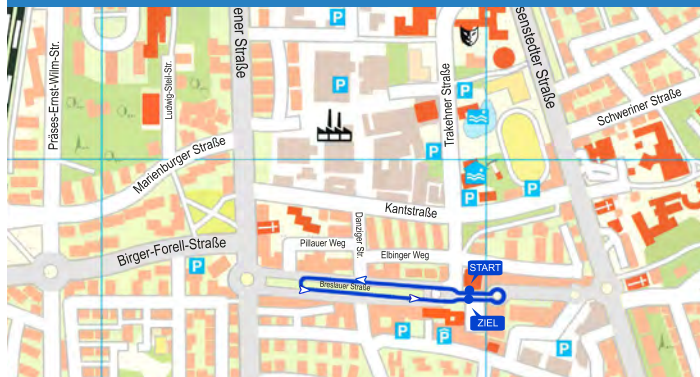 Präses-Ernst-Wilm-Str.
Ludwig-Steil-Str.
ener Straße
P
P
Trakehner Straße
senstedter Straße
Schweriner Straße
P
P
P
P
Marienburger Straße
Kantstraße
Danziger Str.
Pillauer Weg
Elbinger Weg
Birger-Forell-Straße
P
START
Breslauer Straße
ZIEL
P
P
P